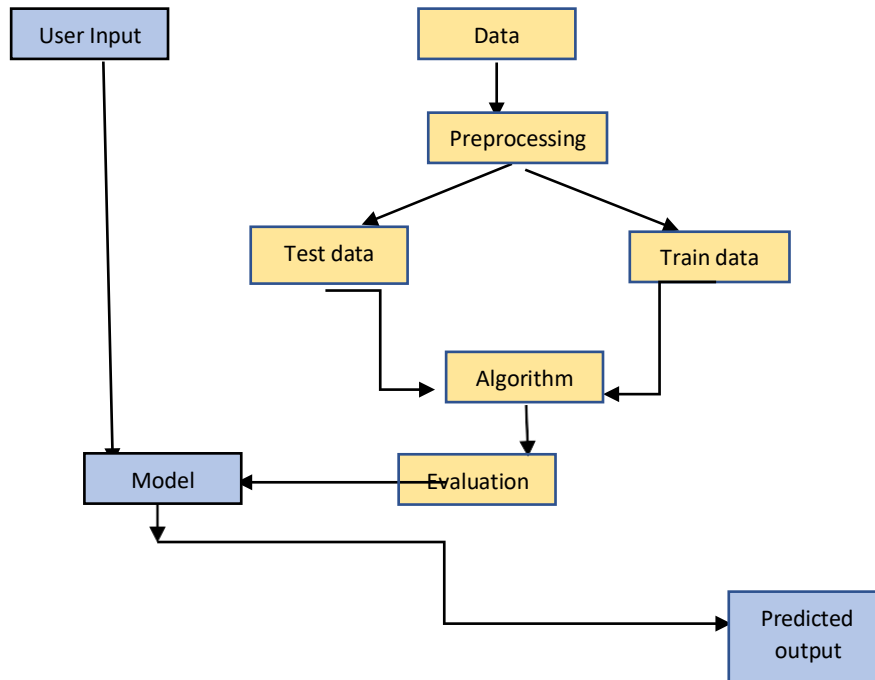 User Input
Data
Preprocessing
Test data
Train data
Algorithm
Model
Evaluation
Predicted
output